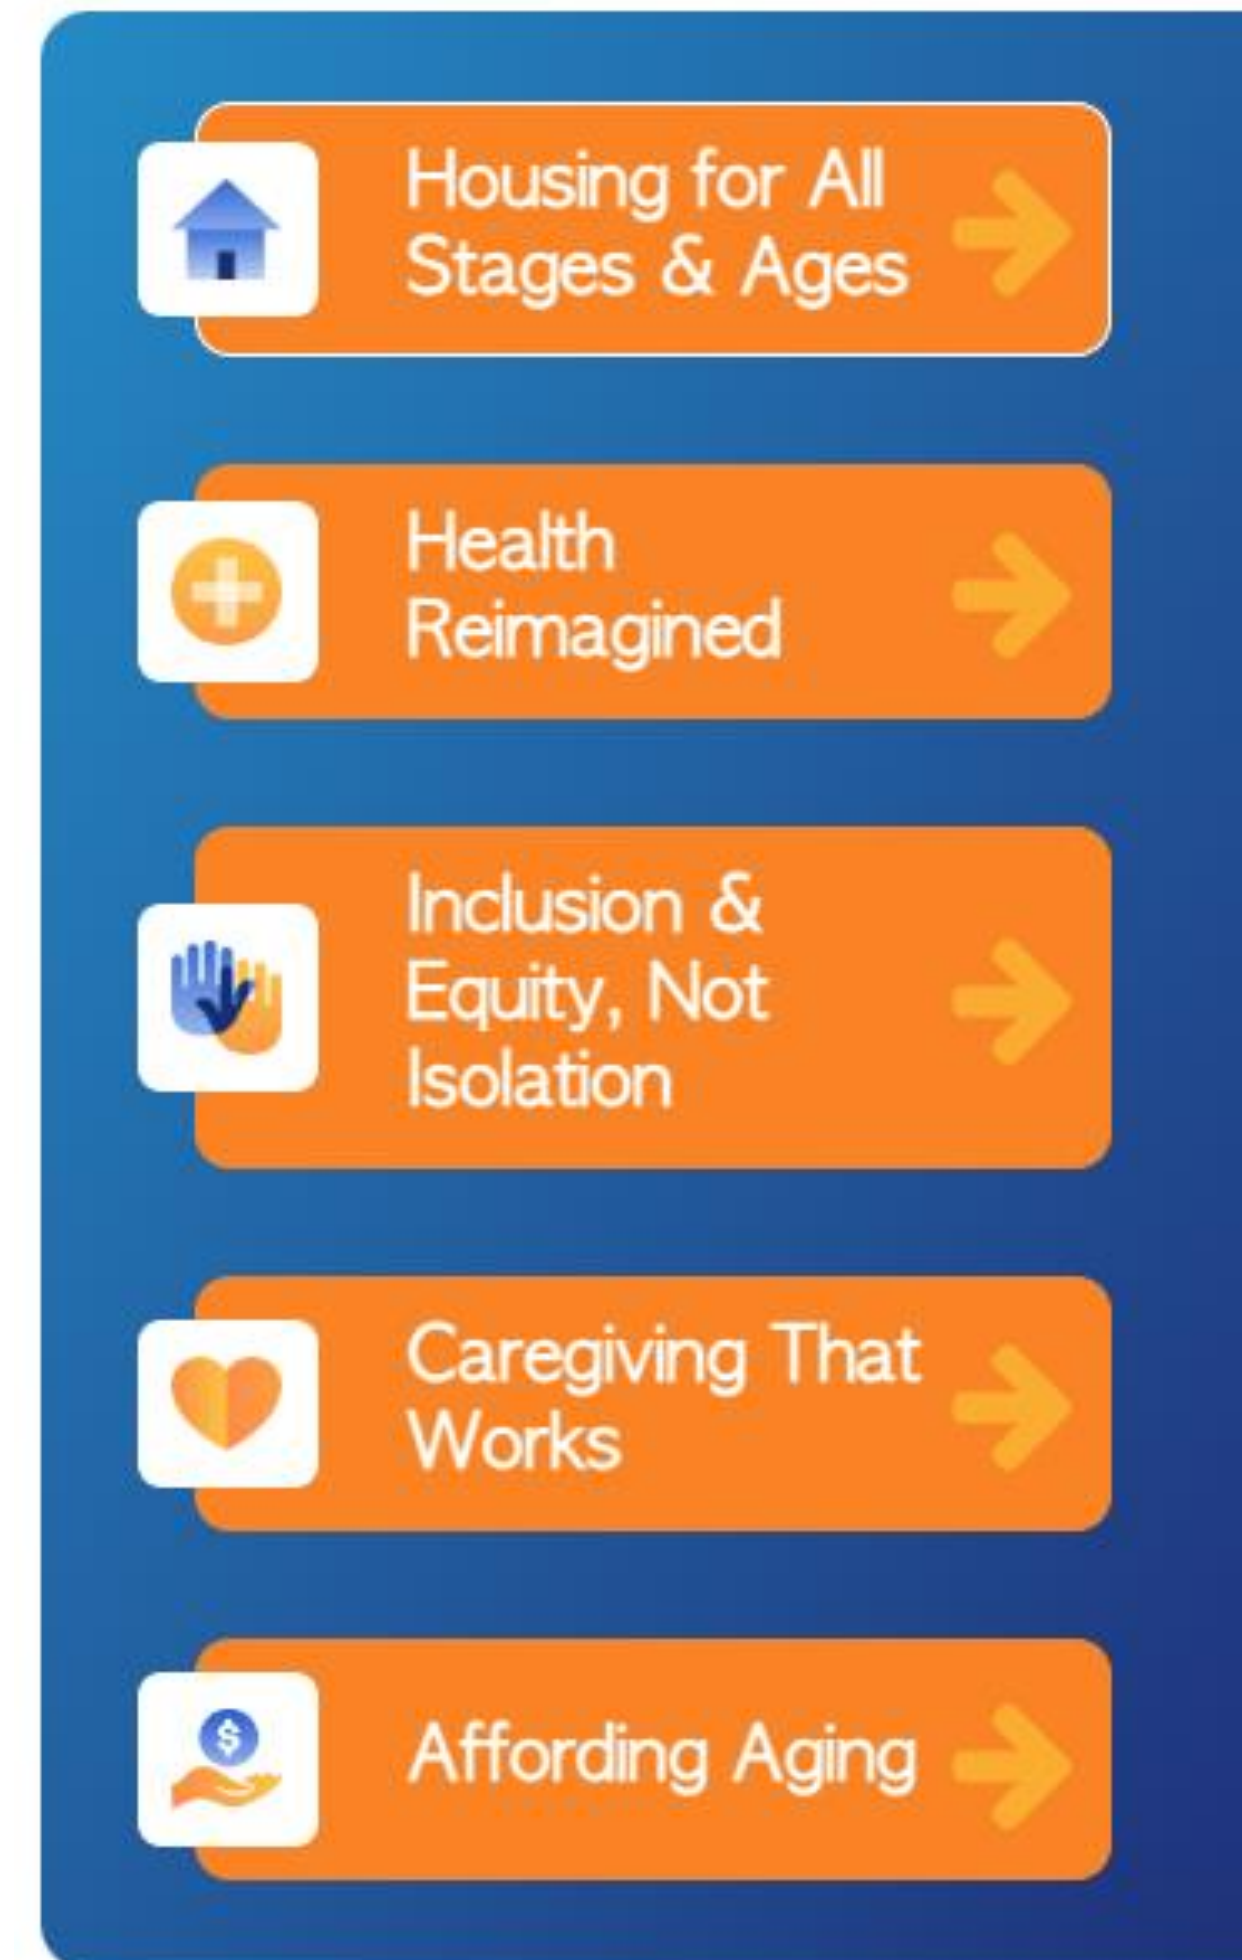 Housing for All
Stages & Ages
Health
Reimagined
Inclusion &
Equity, Not
Isolation
Caregiving That
Works
$
Affording Aging